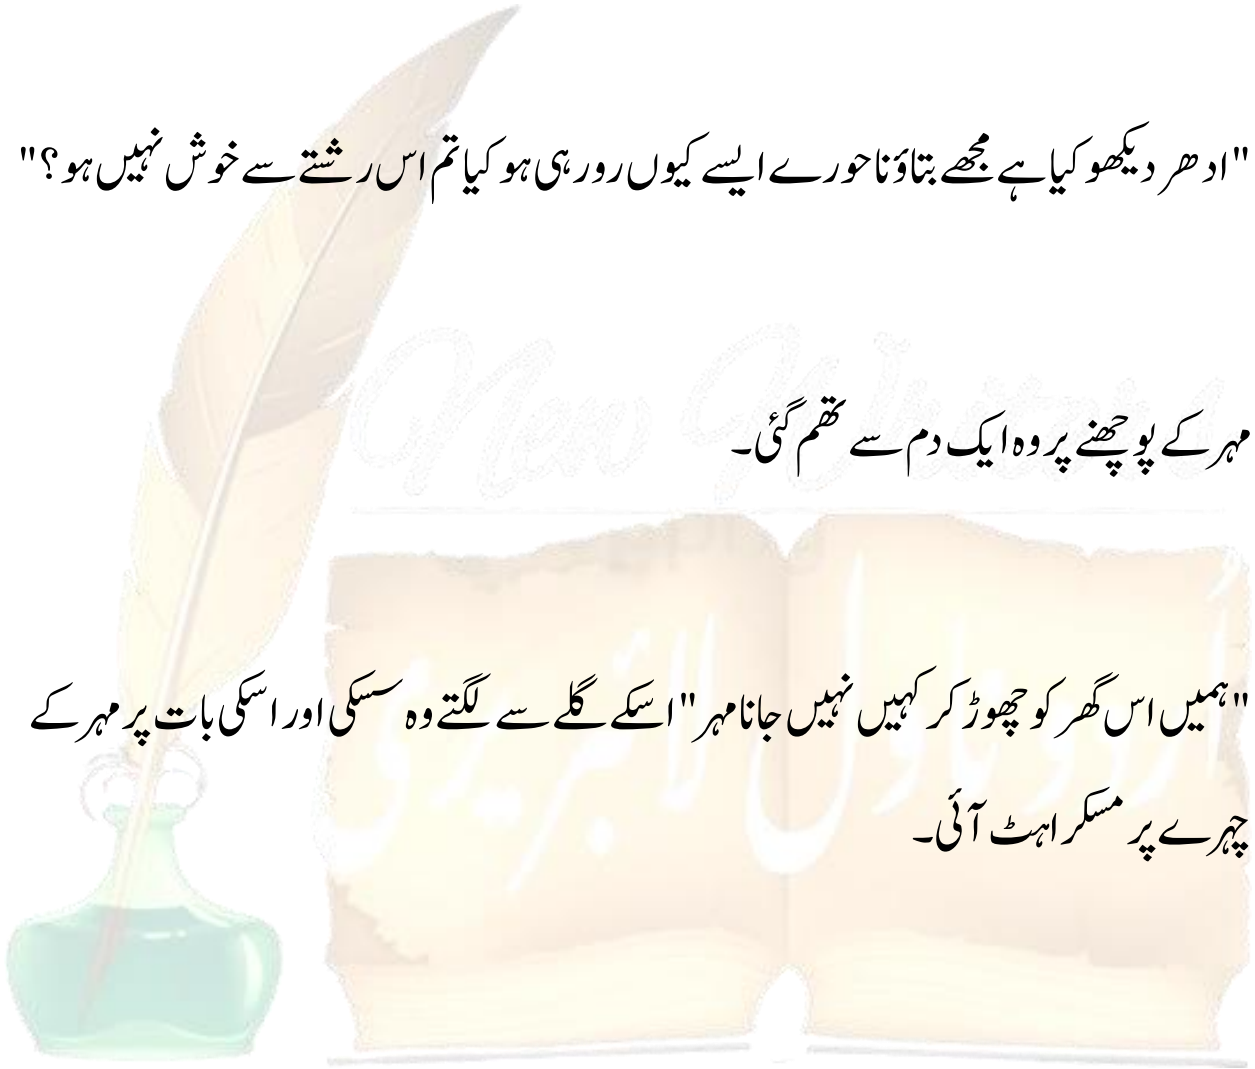 "ادھر دیکھو کیا ہے مجھے بتاؤ نا حورے ایسے کیوں رو رہی ہو کیا تم اس رشتے سے خوش نہیں ہو؟"
مہر کے پوچھنے پر وہ ایک دم سے تھم گئی۔
"ہمیں اس گھر کو چھوڑ کر کہیں نہیں جانا مہر" اسکے گلے سے لگتے وہ سسکی اور اسکی بات پر مہر کے
چہرے پر مسکراہٹ آئی۔
اُردو ناول لائبریری